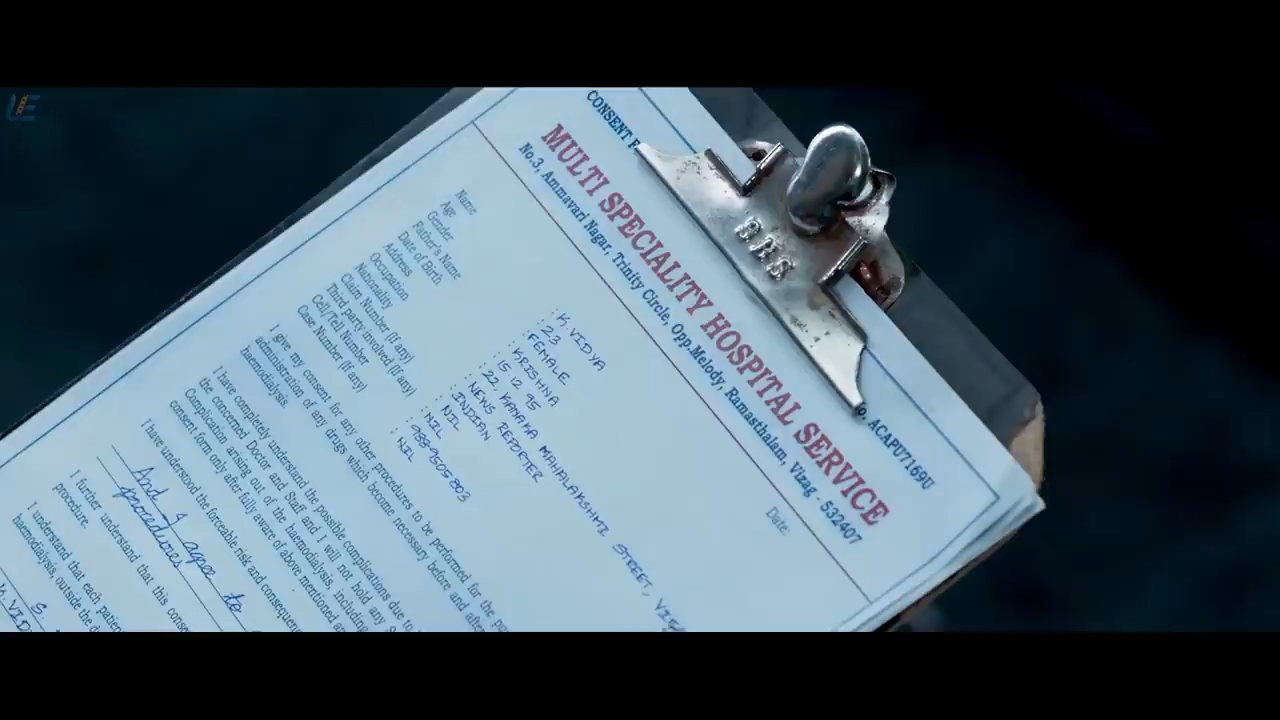 CONSENT F
MULTI SPECIALITY HOSPITAL SERVICE
No.3, Ammavari Nagar, Trinity Circle, Opp.Melody, Ramasthalam, Vizag - 532407
ACAPU7169U
BHS
Date:
Name : K. VIDYA
Age : 23
Gender : FEMALE
Father's Name : KRISHNA
Date of Birth : 15 12 95
Address : 22 KANAKA MAHALAKSHMI STREET,
Occupation : NEWS REPORTER
Nationality : INDIAN
Claim Number (if any) : NIL
Third party involved (if any) : NIL
Cell/Tell Number : 9889505803
Case Number (if any) : NIL
I give my consent for any other procedures to be performed for the
administration of any drugs which become necessary before and after
haemodialysis.
I have completely understand the possible complications due to
the concerned Doctor and Staff and I will not hold any
Complication arising out of the haemodialysis, including
consent form only after fully aware of above mentioned
I have understood the forceable risk and
And I agree to
procedures
I further understand that this
procedure.
I understand that each
haemodialysis, outside the
S.